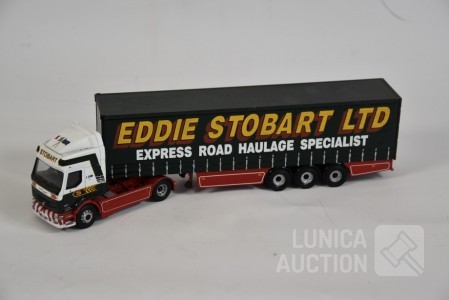 EDDIE STOBART LTD
EXPRESS ROAD HAULAGE SPECIALIST
STOBART
LUNICA
AUCTION